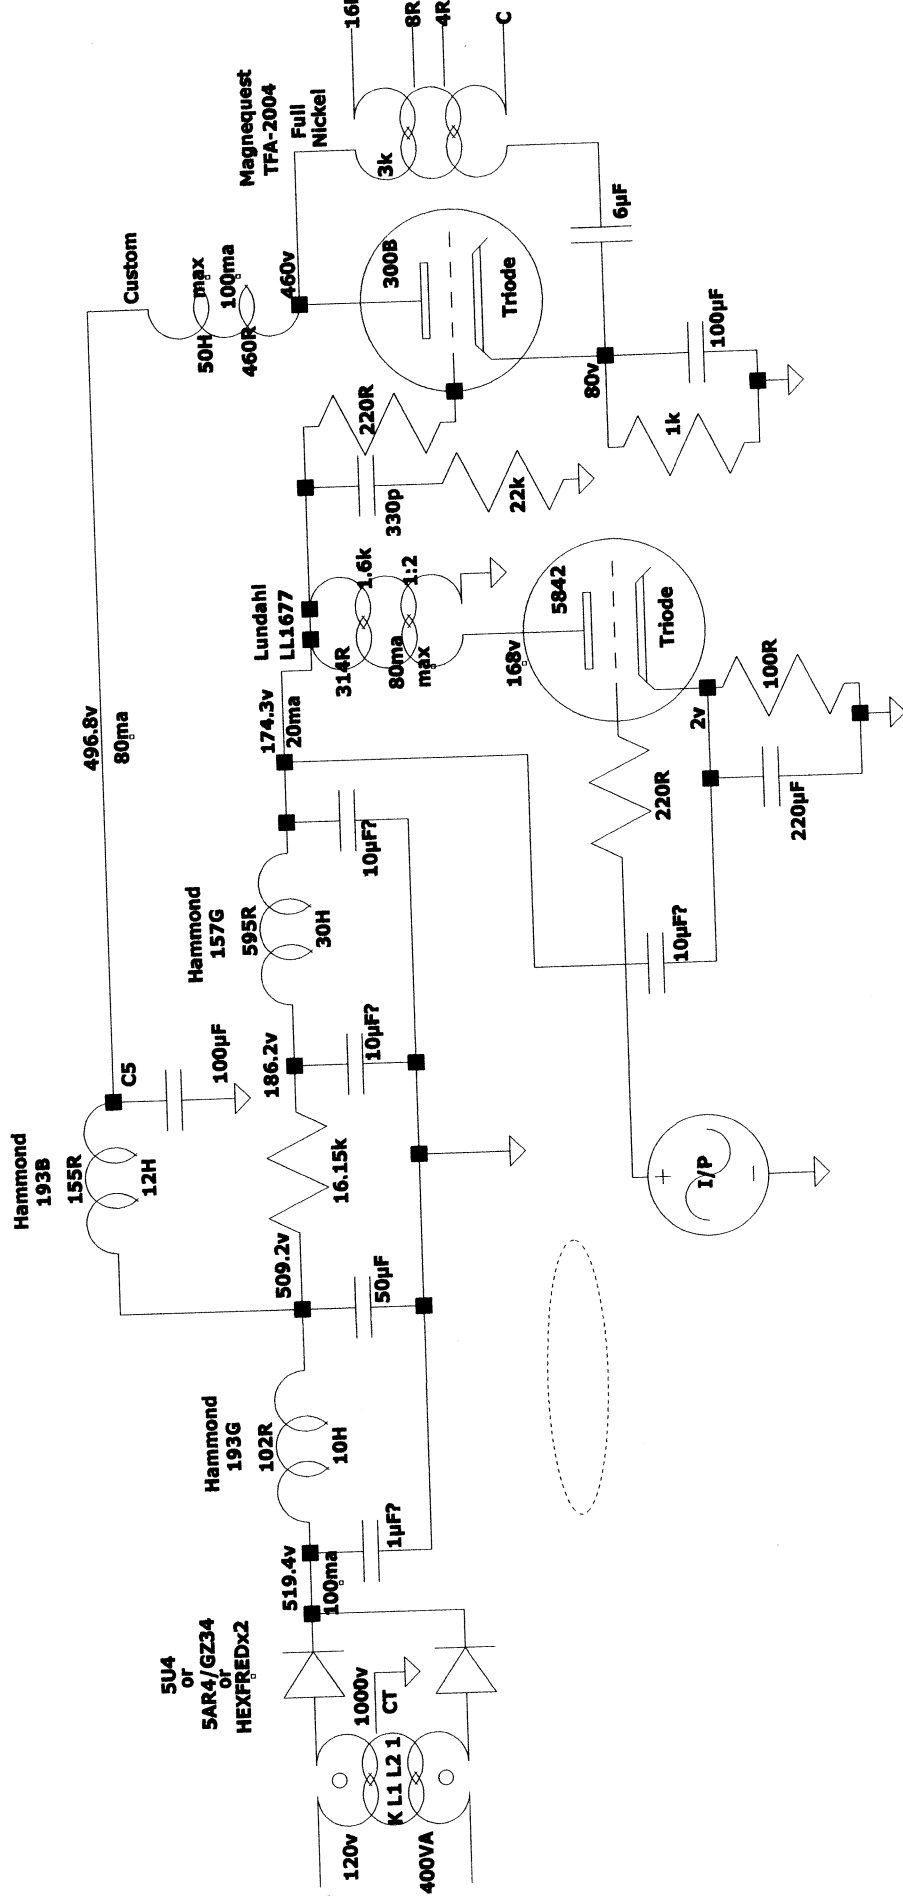 5U4
or
5AR4/GZ34
or
HEXFREDx2
120v
400VA
1000v
CT
K L1 L2 1
519.4v
100ma
1µF?
Hammond
193G
102R
10H
509.2v
50µF
Hammond
193B
155R
12H
C5
100µF
16.15k
186.2v
10µF?
Hammond
157G
595R
30H
10µF?
496.8v
80ma
174.3v
20ma
Lundahl
LL1677
314R
1.6k
80ma
max
1:2
168v
5842
Triode
220R
2v
100R
220µF
10µF?
+
I/P
−
330p
22k
220R
Custom
50H
max
460R
100ma
460v
300B
Triode
80v
1k
100µF
6µF
Magnequest
TFA-2004
Full
Nickel
3k
8R
4R
C